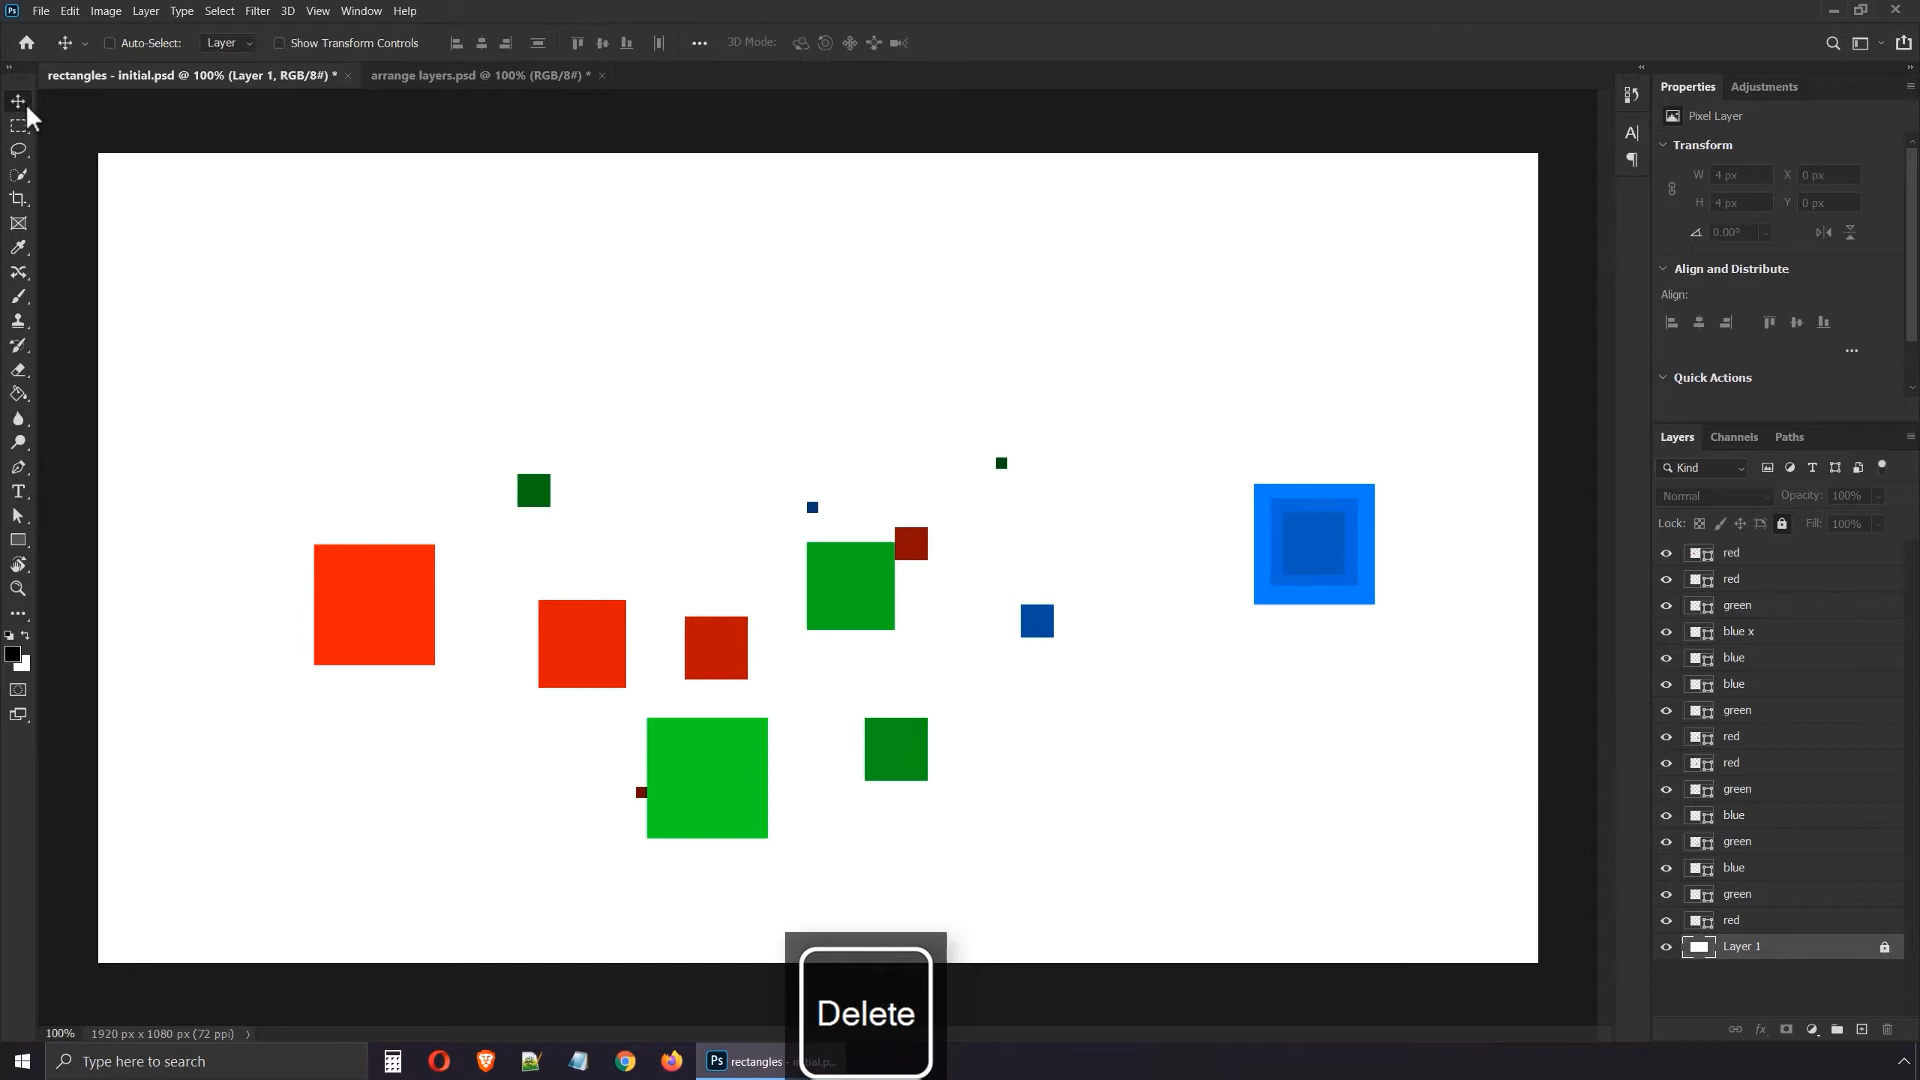 Ps File Edit Image Layer Type Select Filter 3D View Window Help
Auto-Select: Layer Show Transform Controls 3D Mode:
rectangles - initial.psd @ 100% (Layer 1, RGB/8#) * arrange layers.psd @ 100% (RGB/8#) *
Properties Adjustments
Pixel Layer
Transform
W 4 px X 0 px
H 4 px Y 0 px
0.00°
Align and Distribute
Align:
Quick Actions
Layers Channels Paths
Kind
Normal Opacity: 100%
Lock: Fill: 100%
red
red
green
blue x
blue
blue
green
red
red
green
blue
green
blue
green
red
Layer 1
Delete
100% 1920 px x 1080 px (72 ppi)
Type here to search
Ps rectangles - initial.p...